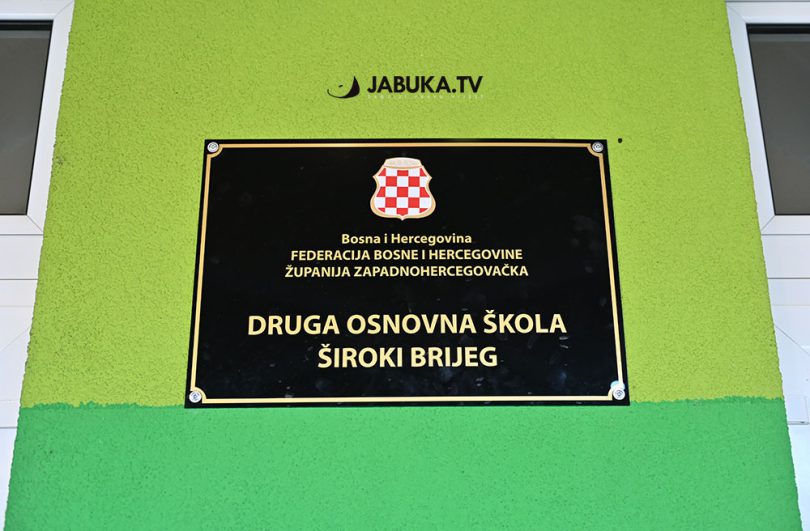 JABUKA.TV
Bosna i Hercegovina
FEDERACIJA BOSNE I HERCEGOVINE
ŽUPANIJA ZAPADNOHERCEGOVAČKA
DRUGA OSNOVNA ŠKOLA
ŠIROKI BRIJEG